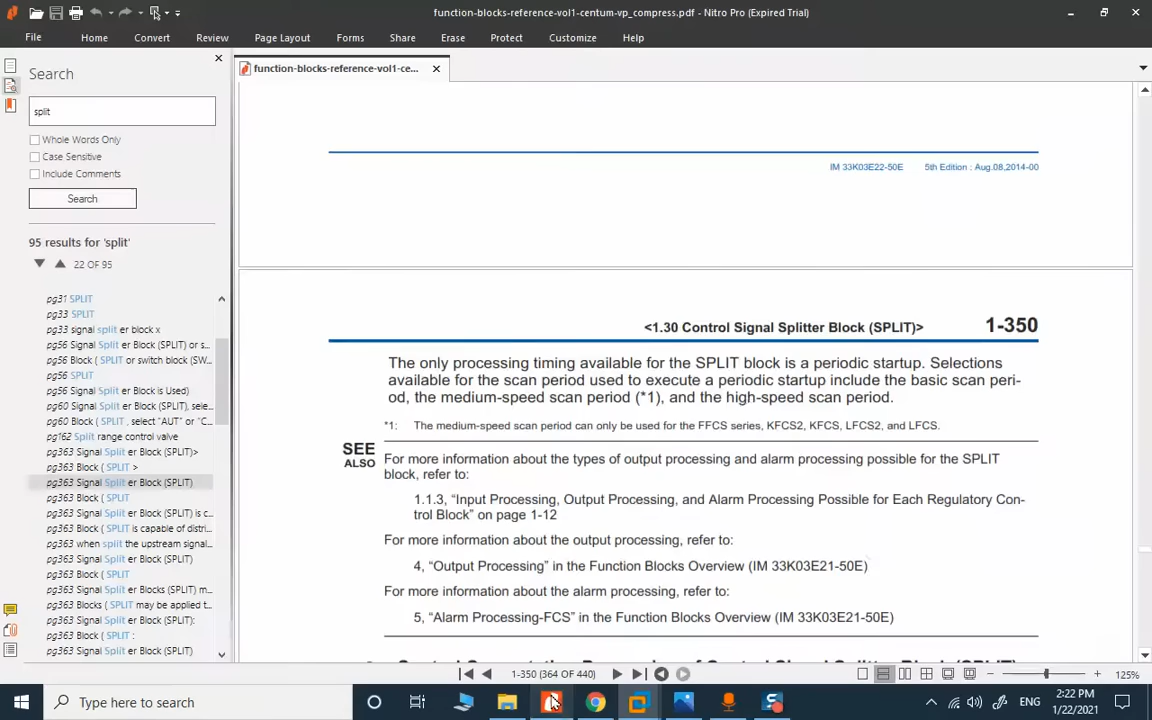 function-blocks-reference-vol1-centum-vp_compress.pdf - Nitro Pro (Expired Trial)
File Home Convert Review Page Layout Forms Share Erase Protect Customize Help
Search
function-blocks-reference-vol1-ce...
split
Whole Words Only
Case Sensitive
Include Comments
Search
95 results for 'split'
22 OF 95
pg31 SPLIT
pg33 SPLIT
pg33 signal split er block x
pg56 Signal Split er Block (SPLIT) or s...
pg56 Block ( SPLIT or switch block (SW...
pg56 SPLIT
pg56 Signal Split er Block is Used)
pg60 Signal Split er Block (SPLIT), sele...
pg60 Block ( SPLIT , select "AUT" or "C...
pg162 Split range control valve
pg363 Signal Split er Block (SPLIT)>
pg363 Block ( SPLIT >
pg363 Signal Split er Block (SPLIT)
pg363 Block ( SPLIT
pg363 Signal Split er Block (SPLIT) is c...
pg363 Block ( SPLIT is capable of distri...
pg363 when split the upstream signal...
pg363 Signal Split er Block (SPLIT)
pg363 Block ( SPLIT
pg363 Signal Split er Blocks (SPLIT) m...
pg363 Blocks ( SPLIT may be applied t...
pg363 Signal Split er Block (SPLIT):
pg363 Block ( SPLIT :
pg363 Signal Split er Block (SPLIT)
IM 33K03E22-50E 5th Edition : Aug.08,2014-00
<1.30 Control Signal Splitter Block (SPLIT)> 1-350
The only processing timing available for the SPLIT block is a periodic startup. Selections
available for the scan period used to execute a periodic startup include the basic scan peri-
od, the medium-speed scan period (*1), and the high-speed scan period.
*1: The medium-speed scan period can only be used for the FFCS series, KFCS2, KFCS, LFCS2, and LFCS.
SEE
ALSO
For more information about the types of output processing and alarm processing possible for the SPLIT
block, refer to:
1.1.3, “Input Processing, Output Processing, and Alarm Processing Possible for Each Regulatory Con-
trol Block” on page 1-12
For more information about the output processing, refer to:
4, “Output Processing” in the Function Blocks Overview (IM 33K03E21-50E)
For more information about the alarm processing, refer to:
5, “Alarm Processing-FCS” in the Function Blocks Overview (IM 33K03E21-50E)
1-350 (364 OF 440)
125%
Type here to search
ENG
2:22 PM
1/22/2021